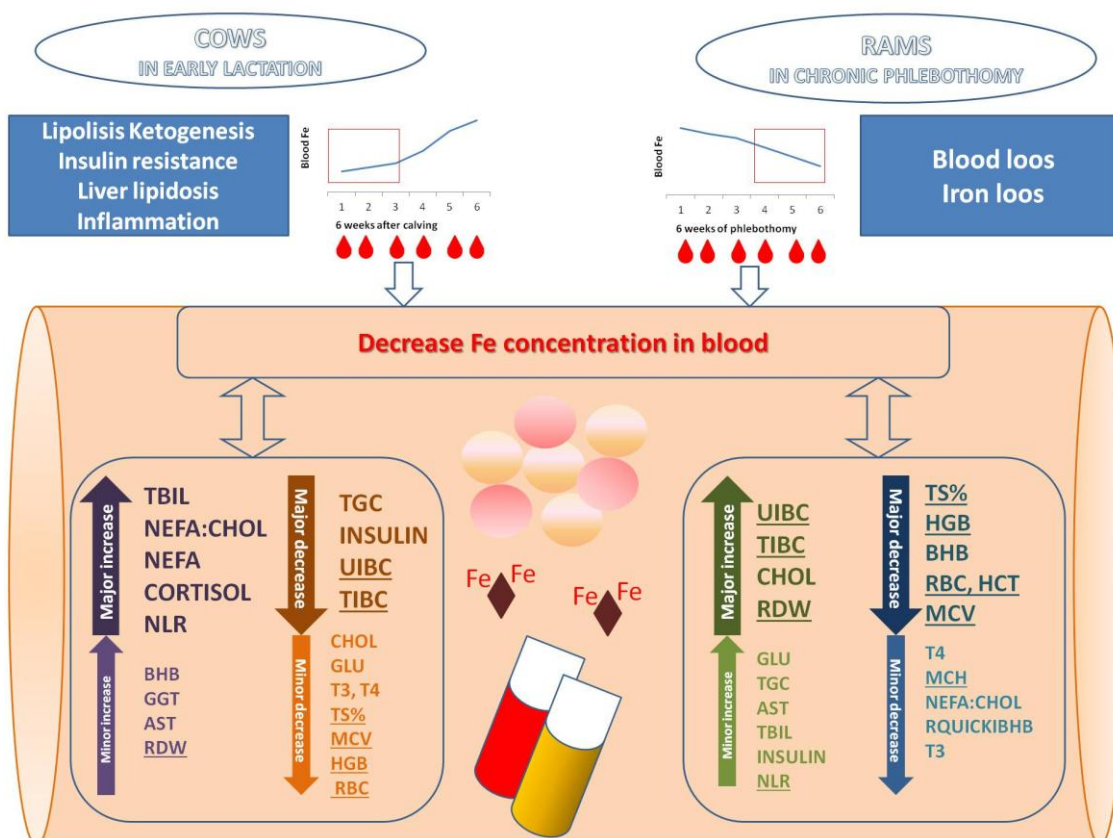 COWS
IN EARLY LACTATION
RAMS
IN CHRONIC PHLEBOTHOMY
Lipolisis Ketogenesis
Insulin resistance
Liver lipidosis
Inflammation
Blood Fe
1 2 3 4 5 6
6 weeks after calving
Blood Fe
1 2 3 4 5 6
6 weeks of phlebothomy
Blood loos
Iron loos
Decrease Fe concentration in blood
Major increase
TBIL
NEFA:CHOL
NEFA
CORTISOL
NLR
Minor increase
BHB
GGT
AST
RDW
Major decrease
TGC
INSULIN
UIBC
TIBC
Minor decrease
CHOL
GLU
T3, T4
TS%
MCV
HGB
RBC
Fe Fe
Fe Fe
Major increase
UIBC
TIBC
CHOL
RDW
Minor increase
GLU
TGC
AST
TBIL
INSULIN
NLR
Major decrease
TS%
HGB
BHB
RBC, HCT
MCV
Minor decrease
T4
MCH
NEFA:CHOL
RQUICKIBHB
T3